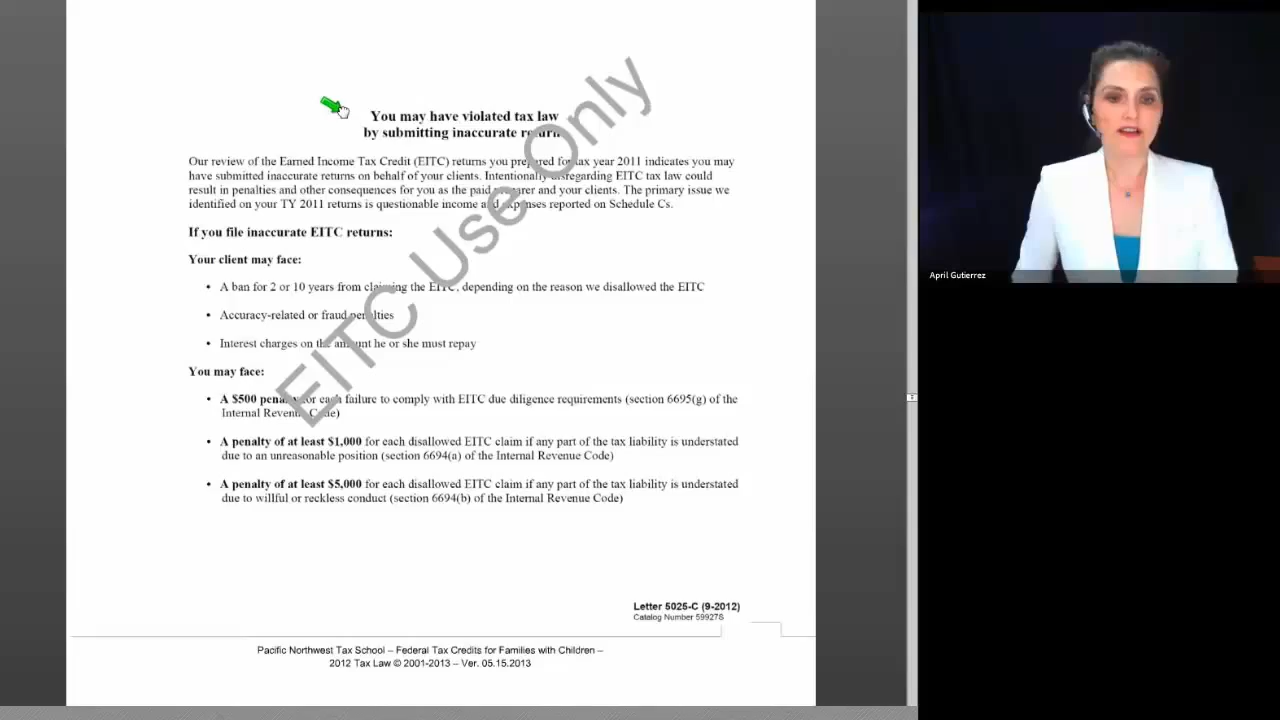 You may have violated tax law
by submitting inaccurate return
Our review of the Earned Income Tax Credit (EITC) returns you prepared for tax year 2011 indicates you may
have submitted inaccurate returns on behalf of your clients. Intentionally disregarding EITC tax law could
result in penalties and other consequences for you as the paid preparer and your clients. The primary issue we
identified on your TY 2011 returns is questionable income and expenses reported on Schedule Cs.
If you file inaccurate EITC returns:
Your client may face:
• A ban for 2 or 10 years from claiming the EITC, depending on the reason we disallowed the EITC
• Accuracy-related or fraud penalties
• Interest charges on the amount he or she must repay
You may face:
• A $500 penalty for each failure to comply with EITC due diligence requirements (section 6695(g) of the
Internal Revenue Code)
• A penalty of at least $1,000 for each disallowed EITC claim if any part of the tax liability is understated
due to an unreasonable position (section 6694(a) of the Internal Revenue Code)
• A penalty of at least $5,000 for each disallowed EITC claim if any part of the tax liability is understated
due to willful or reckless conduct (section 6694(b) of the Internal Revenue Code)
EITC Use Only
Letter 5025-C (9-2012)
Catalog Number 59927G
Pacific Northwest Tax School – Federal Tax Credits for Families with Children –
2012 Tax Law © 2001-2013 – Ver. 05.15.2013
April Gutierrez